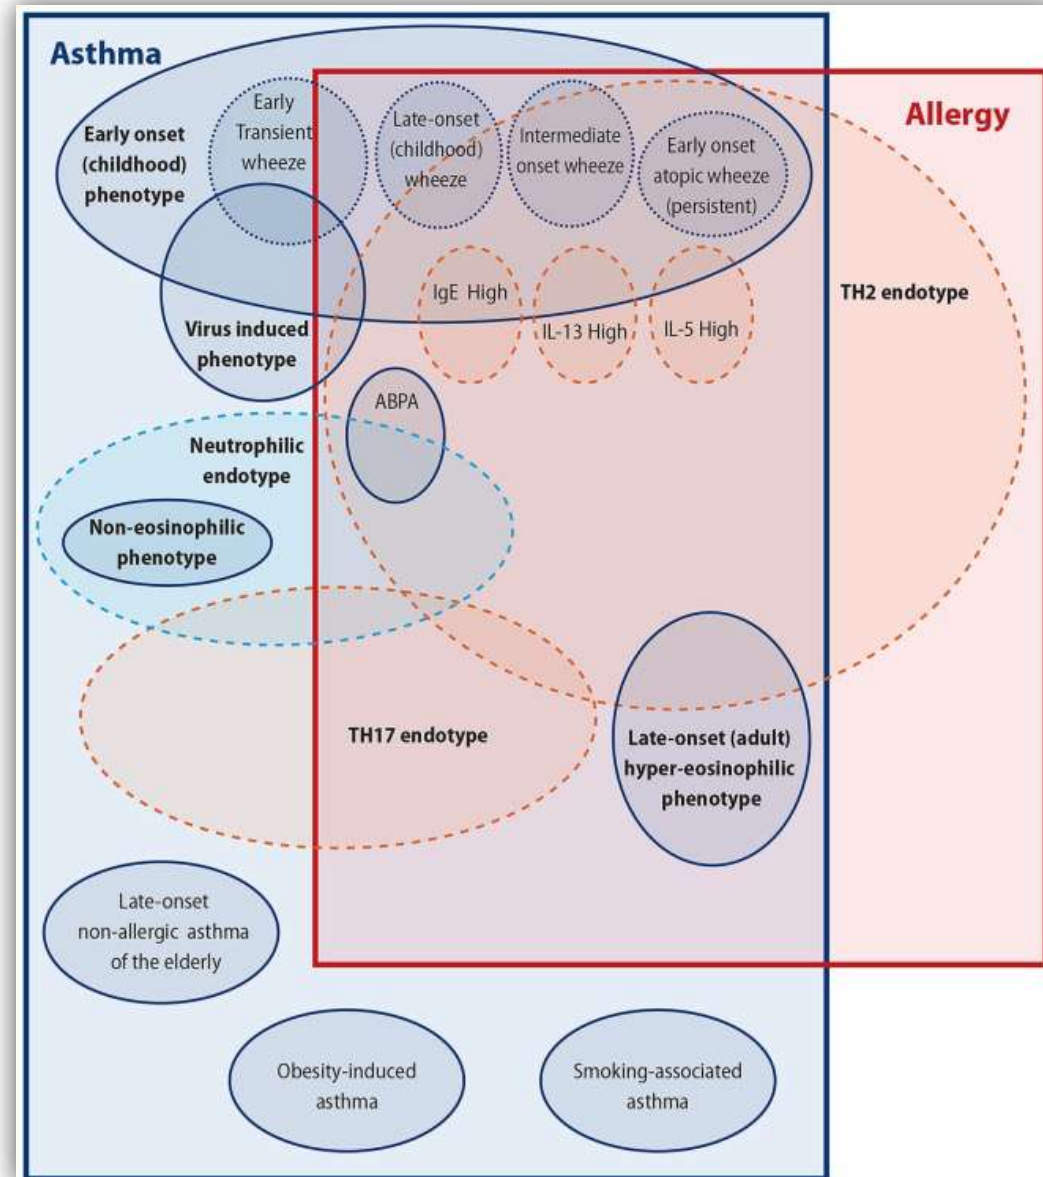 Asthma
Allergy
Early onset
(childhood)
phenotype
Early
Transient
wheeze
Late-onset
(childhood)
wheeze
Intermediate
onset wheeze
Early onset
atopic wheeze
(persistent)
TH2 endotype
IgE High
IL-13 High
IL-5 High
Virus induced
phenotype
ABPA
Neutrophilic
endotype
Non-eosinophilic
phenotype
TH17 endotype
Late-onset (adult)
hyper-eosinophilic
phenotype
Late-onset
non-allergic asthma
of the elderly
Obesity-induced
asthma
Smoking-associated
asthma